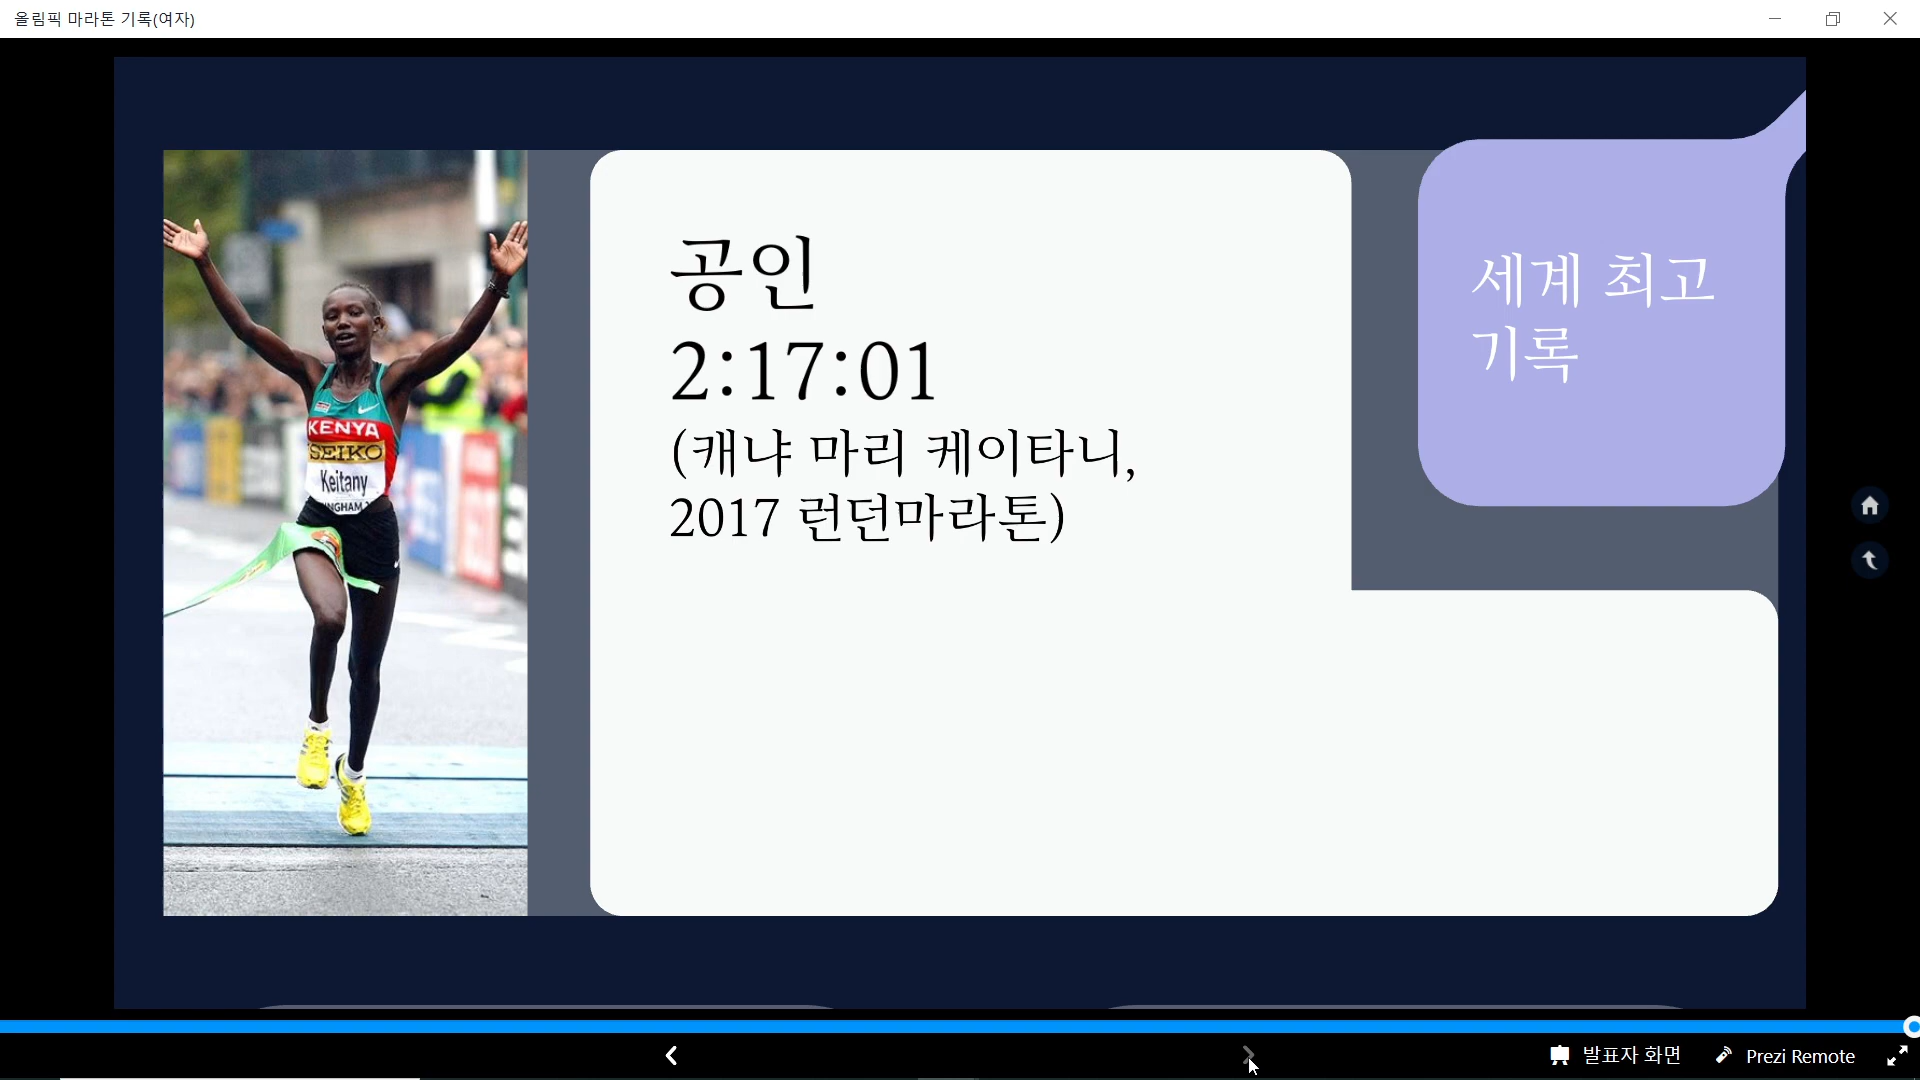 올림픽 마라톤 기록(여자)
공인
2:17:01
(캐냐 마리 케이타니,
2017 런던마라톤)
세계 최고
기록
KENYA
SEIKO
Keitany
NGHAM
발표자 화면
Prezi Remote